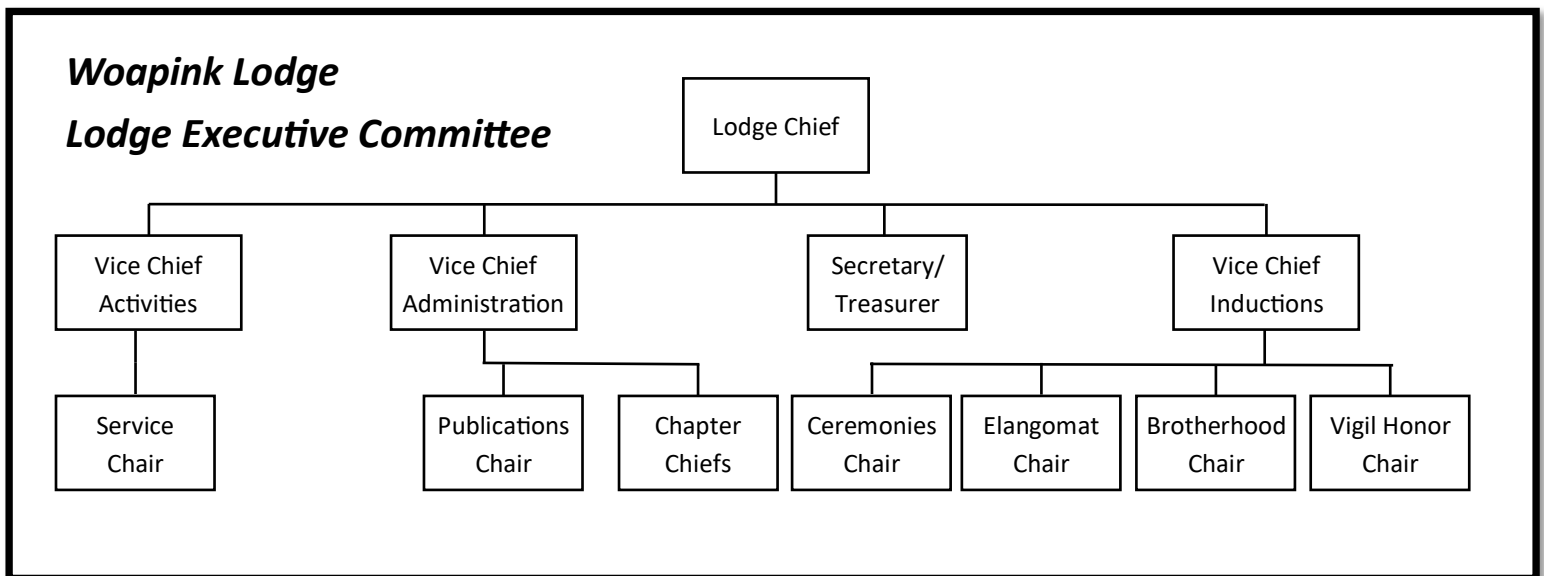 Woapink Lodge
Lodge Executive Committee
Lodge Chief
Vice Chief
Activities
Vice Chief
Administration
Secretary/
Treasurer
Vice Chief
Inductions
Service
Chair
Publications
Chair
Chapter
Chiefs
Ceremonies
Chair
Elangomat
Chair
Brotherhood
Chair
Vigil Honor
Chair